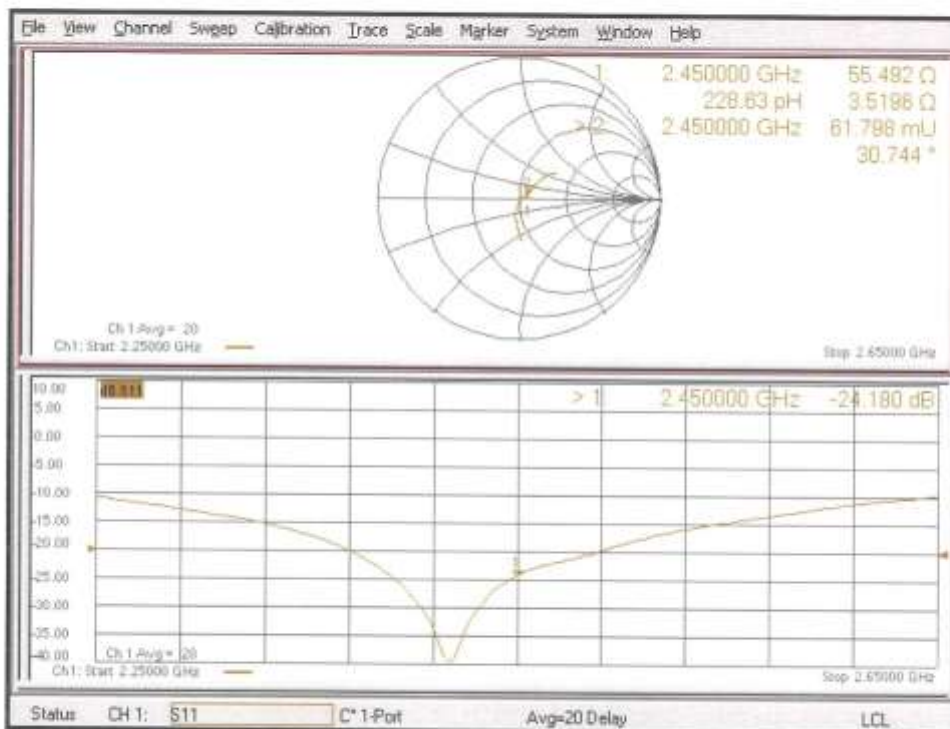 File View Channel Sweep Calibration Trace Scale Marker System Window Help
1 2.450000 GHz 55.492 Ω
228.63 pH 3.5196 Ω
> 2 2.450000 GHz 61.798 mU
30.744 °
Ch 1 Avg = 20
Ch1: Start 2.25000 GHz
Stop 2.65000 GHz
10.00
> 1 2.450000 GHz -24.180 dB
5.00
0.00
-5.00
-10.00
-15.00
-20.00
-25.00
-30.00
-35.00
-40.00
Ch 1 Avg = 20
Ch1: Start 2.25000 GHz
Stop 2.65000 GHz
Status CH 1: S11 C* 1-Port Avg=20 Delay LCL